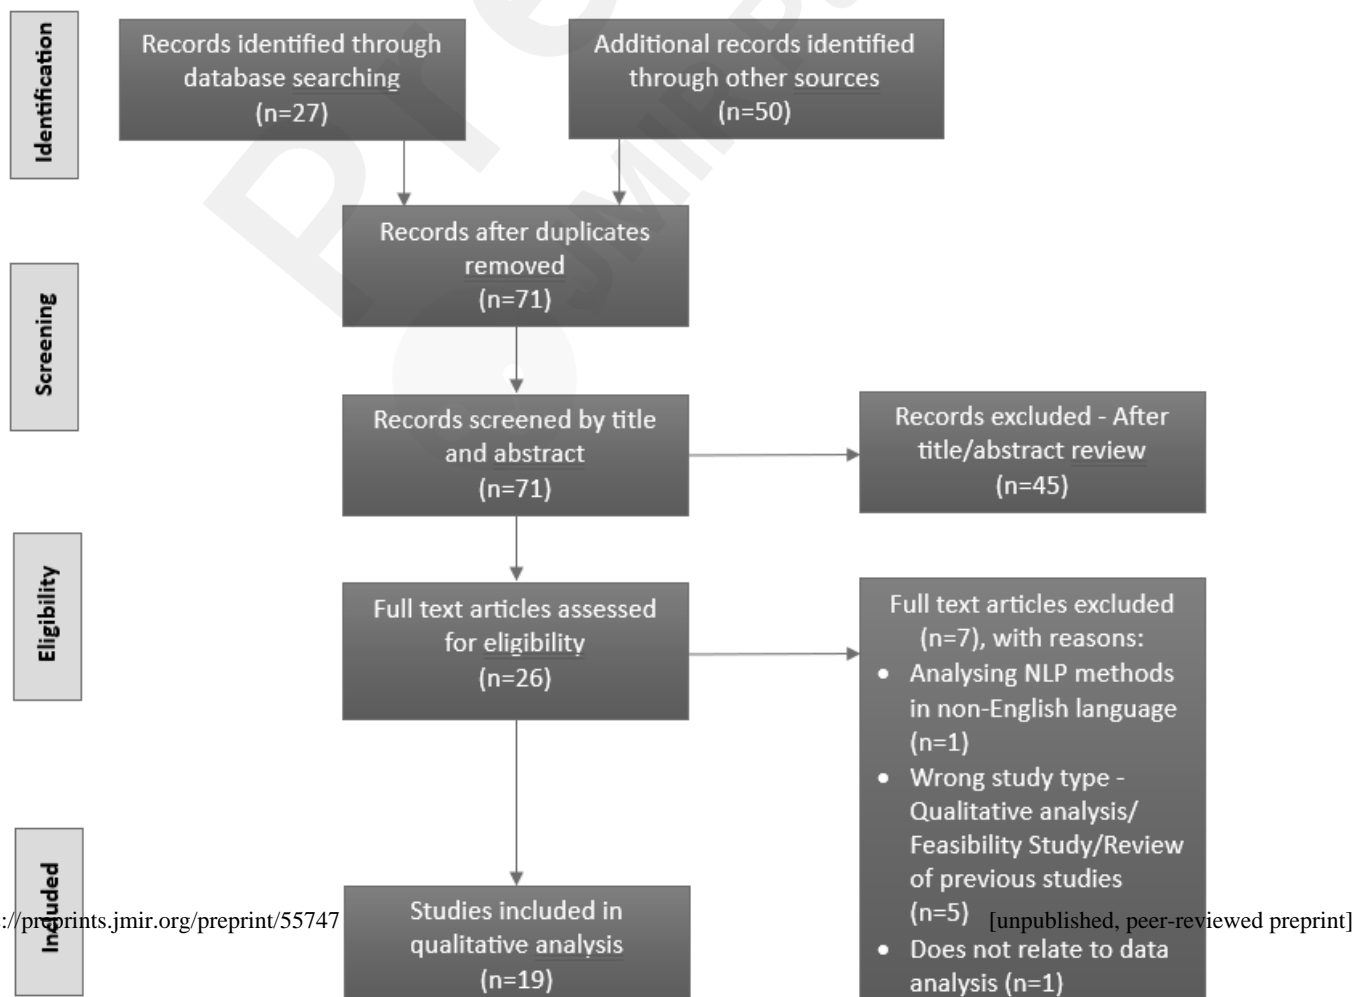 Identification
Records identified through
database searching
(n=27)
Additional records identified
through other sources
(n=50)
Records after duplicates
removed
(n=71)
Screening
Records screened by title
and abstract
(n=71)
Records excluded - After
title/abstract review
(n=45)
Eligibility
Full text articles assessed
for eligibility
(n=26)
Full text articles excluded
(n=7), with reasons:
• Analysing NLP methods
in non-English language
(n=1)
• Wrong study type -
Qualitative analysis/
Feasibility Study/Review
of previous studies
(n=5)
• Does not relate to data
analysis (n=1)
Included
Studies included in
qualitative analysis
(n=19)
://preprints.jmir.org/preprint/55747
[unpublished, peer-reviewed preprint]
Pre
JMIR